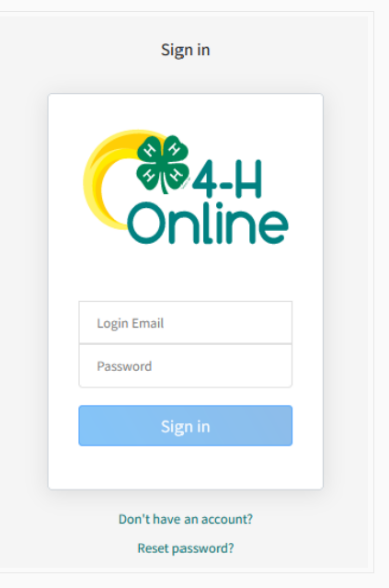 Sign in
H H H H 4-H
Online
Login Email
Password
Sign in
Don't have an account?
Reset password?